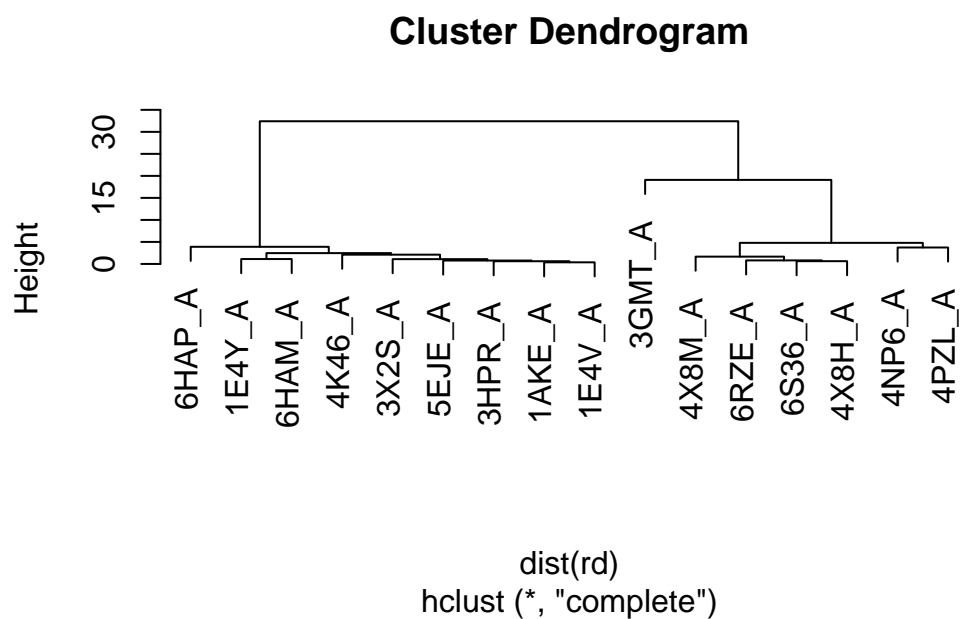 Cluster Dendrogram
Height
0
15
30
6HAP_A
1E4Y_A
6HAM_A
4K46_A
3X2S_A
5EJE_A
3HPR_A
1AKE_A
1E4V_A
3GMT_A
4X8M_A
6RZE_A
6S36_A
4X8H_A
4NP6_A
4PZL_A
dist(rd)
hclust (*, "complete")